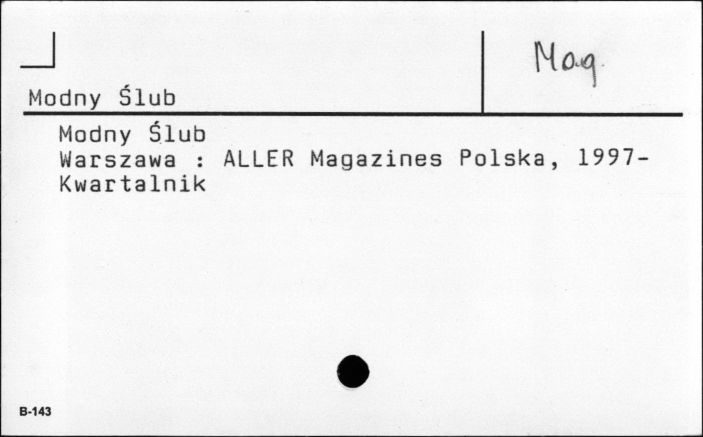 Mag.
Modny Ślub
Modny Ślub
Warszawa : ALLER Magazines Polska, 1997-
Kwartalnik
B-143